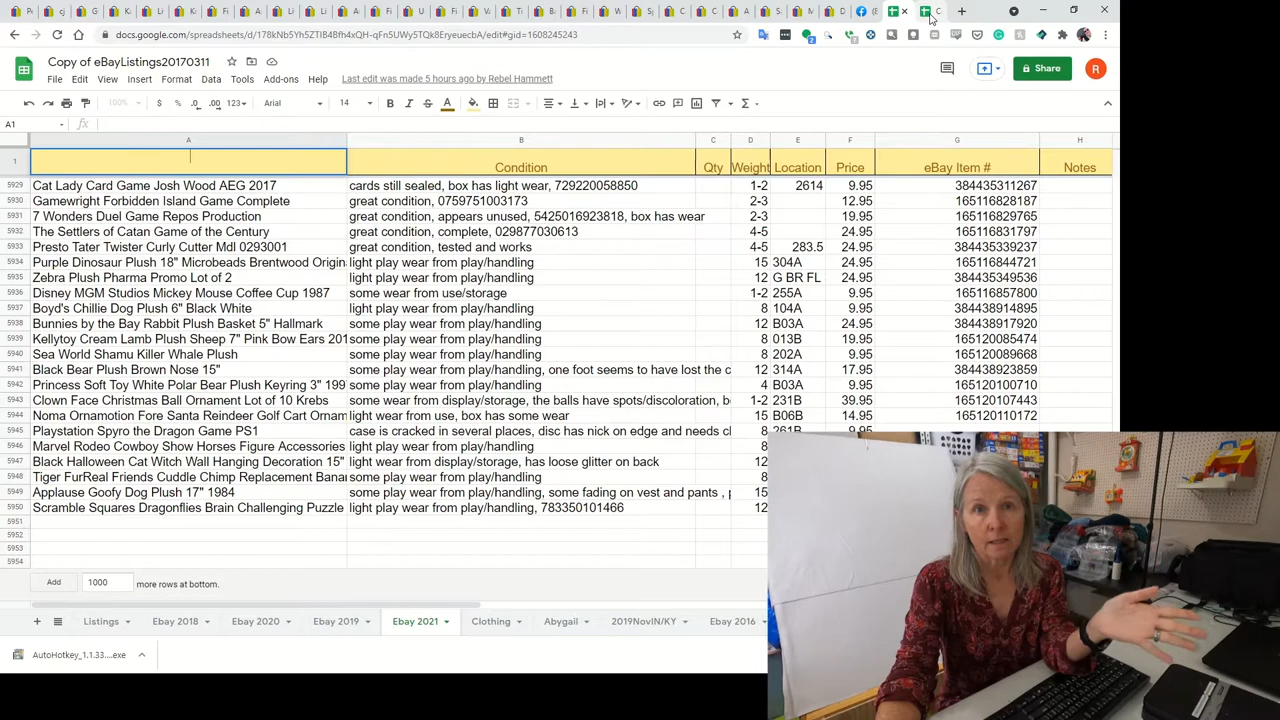 docs.google.com/spreadsheets/d/178kNb5Yh5ZTIB4Bfh4xQH-qFn5UWy5TQk8EryeuecbA/edit#gid=1608245243
Copy of eBayListings20170311
File Edit View Insert Format Data Tools Add-ons Help Last edit was made 5 hours ago by Rebel Hammett
Share
R
100% $ % .0 .00 123 Arial 14 B I S A
A1 fx
A B C D E F G H
1 Condition Qty Weight Location Price eBay Item # Notes
5929 Cat Lady Card Game Josh Wood AEG 2017 cards still sealed, box has light wear, 729220058850 1-2 2614 9.95 384435311267
5930 Gamewright Forbidden Island Game Complete great condition, 0759751003173 2-3 12.95 165116828187
5931 7 Wonders Duel Game Repos Production great condition, appears unused, 5425016923818, box has wear 2-3 19.95 165116829765
5932 The Settlers of Catan Game of the Century great condition, complete, 029877030613 4-5 24.95 165116831797
5933 Presto Tater Twister Curly Cutter Mdl 0293001 great condition, tested and works 4-5 283.5 24.95 384435339237
5934 Purple Dinosaur Plush 18" Microbeads Brentwood Origin light play wear from play/handling 15 304A 24.95 165116844721
5935 Zebra Plush Pharma Promo Lot of 2 light play wear from play/handling 12 G BR FL 24.95 384435349536
5936 Disney MGM Studios Mickey Mouse Coffee Cup 1987 some wear from use/storage 1-2 255A 9.95 165116857800
5937 Boyd's Chillie Dog Plush 6" Black White light play wear from play/handling 8 104A 9.95 384438914895
5938 Bunnies by the Bay Rabbit Plush Basket 5" Hallmark some play wear from play/handling 12 B03A 24.95 384438917920
5939 Kellytoy Cream Lamb Plush Sheep 7" Pink Bow Ears 201 some play wear from play/handling 8 013B 19.95 165120085474
5940 Sea World Shamu Killer Whale Plush some play wear from play/handling 8 202A 9.95 165120089668
5941 Black Bear Plush Brown Nose 15" some play wear from play/handling, one foot seems to have lost the c 12 314A 17.95 384438923859
5942 Princess Soft Toy White Polar Bear Plush Keyring 3" 199 some play wear from play/handling 4 B03A 9.95 165120100710
5943 Clown Face Christmas Ball Ornament Lot of 10 Krebs some wear from display/storage, the balls have spots/discoloration, b 1-2 231B 39.95 165120107443
5944 Noma Ornamotion Fore Santa Reindeer Golf Cart Ornam light wear from use, box has some wear 15 B06B 14.95 165120110172
5945 Playstation Spyro the Dragon Game PS1 case is cracked in several places, disc has nick on edge and needs cl 8 261B 9.95
5946 Marvel Rodeo Cowboy Show Horses Figure Accessories light play wear from play/handling 8
5947 Black Halloween Cat Witch Wall Hanging Decoration 15" light wear from display/storage, has loose glitter on back 12
5948 Tiger FurReal Friends Cuddle Chimp Replacement Banan light play wear from play/handling 8
5949 Applause Goofy Dog Plush 17" 1984 some play wear from play/handling, some fading on vest and pants , 15
5950 Scramble Squares Dragonflies Brain Challenging Puzzle light play wear from play/handling, 783350101466 12
5951
5952
5953
5954
Add 1000 more rows at bottom.
Listings Ebay 2018 Ebay 2020 Ebay 2019 Ebay 2021 Clothing Abygail 2019NovIN/KY Ebay 2016
AutoHotkey_1.1.33....exe